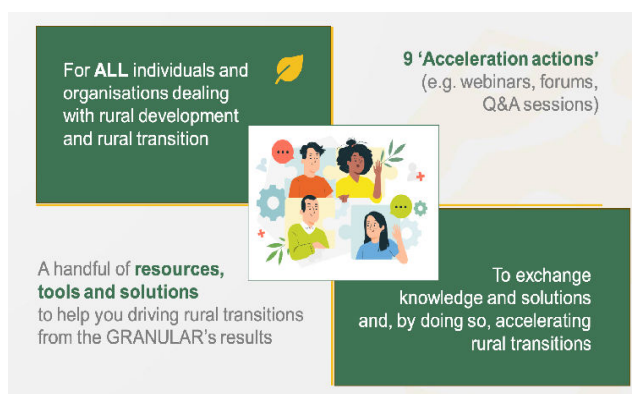 For ALL individuals and
organisations dealing
with rural development
and rural transition
9 ‘Acceleration actions’
(e.g. webinars, forums,
Q&A sessions)
A handful of resources,
tools and solutions
to help you driving rural transitions
from the GRANULAR’s results
To exchange
knowledge and solutions
and, by doing so, accelerating
rural transitions